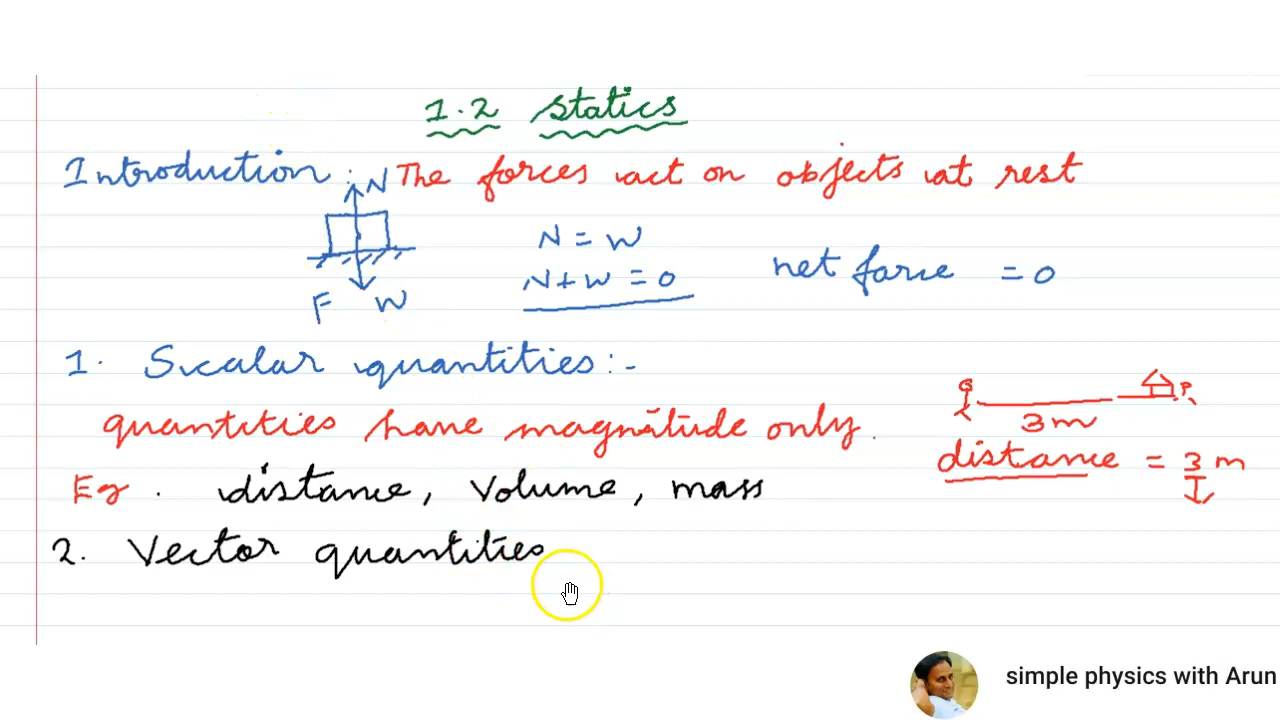 1.2 statics
Introduction : The forces act on objects at rest
N
N = W
N + W = 0
net force = 0
F W
1. Scalar quantities :-
quantities have magnitude only.
P
3m
distance = 3 m
Eg . distance, Volume, mass
2. Vector quantities
simple physics with Arun